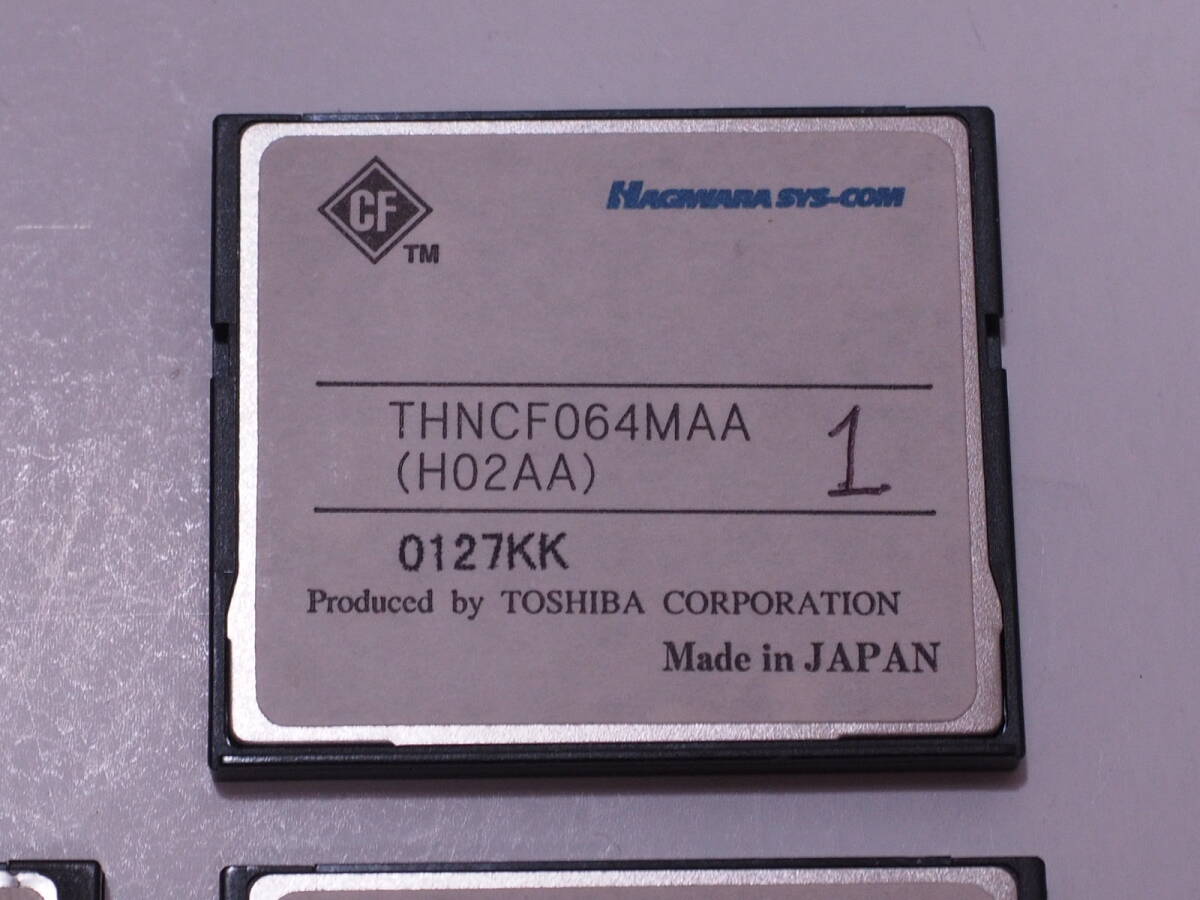 CF
TM
HAGIWARA SYS-COM
THNCF064MAA
(H02AA)
1
0127KK
Produced by TOSHIBA CORPORATION
Made in JAPAN